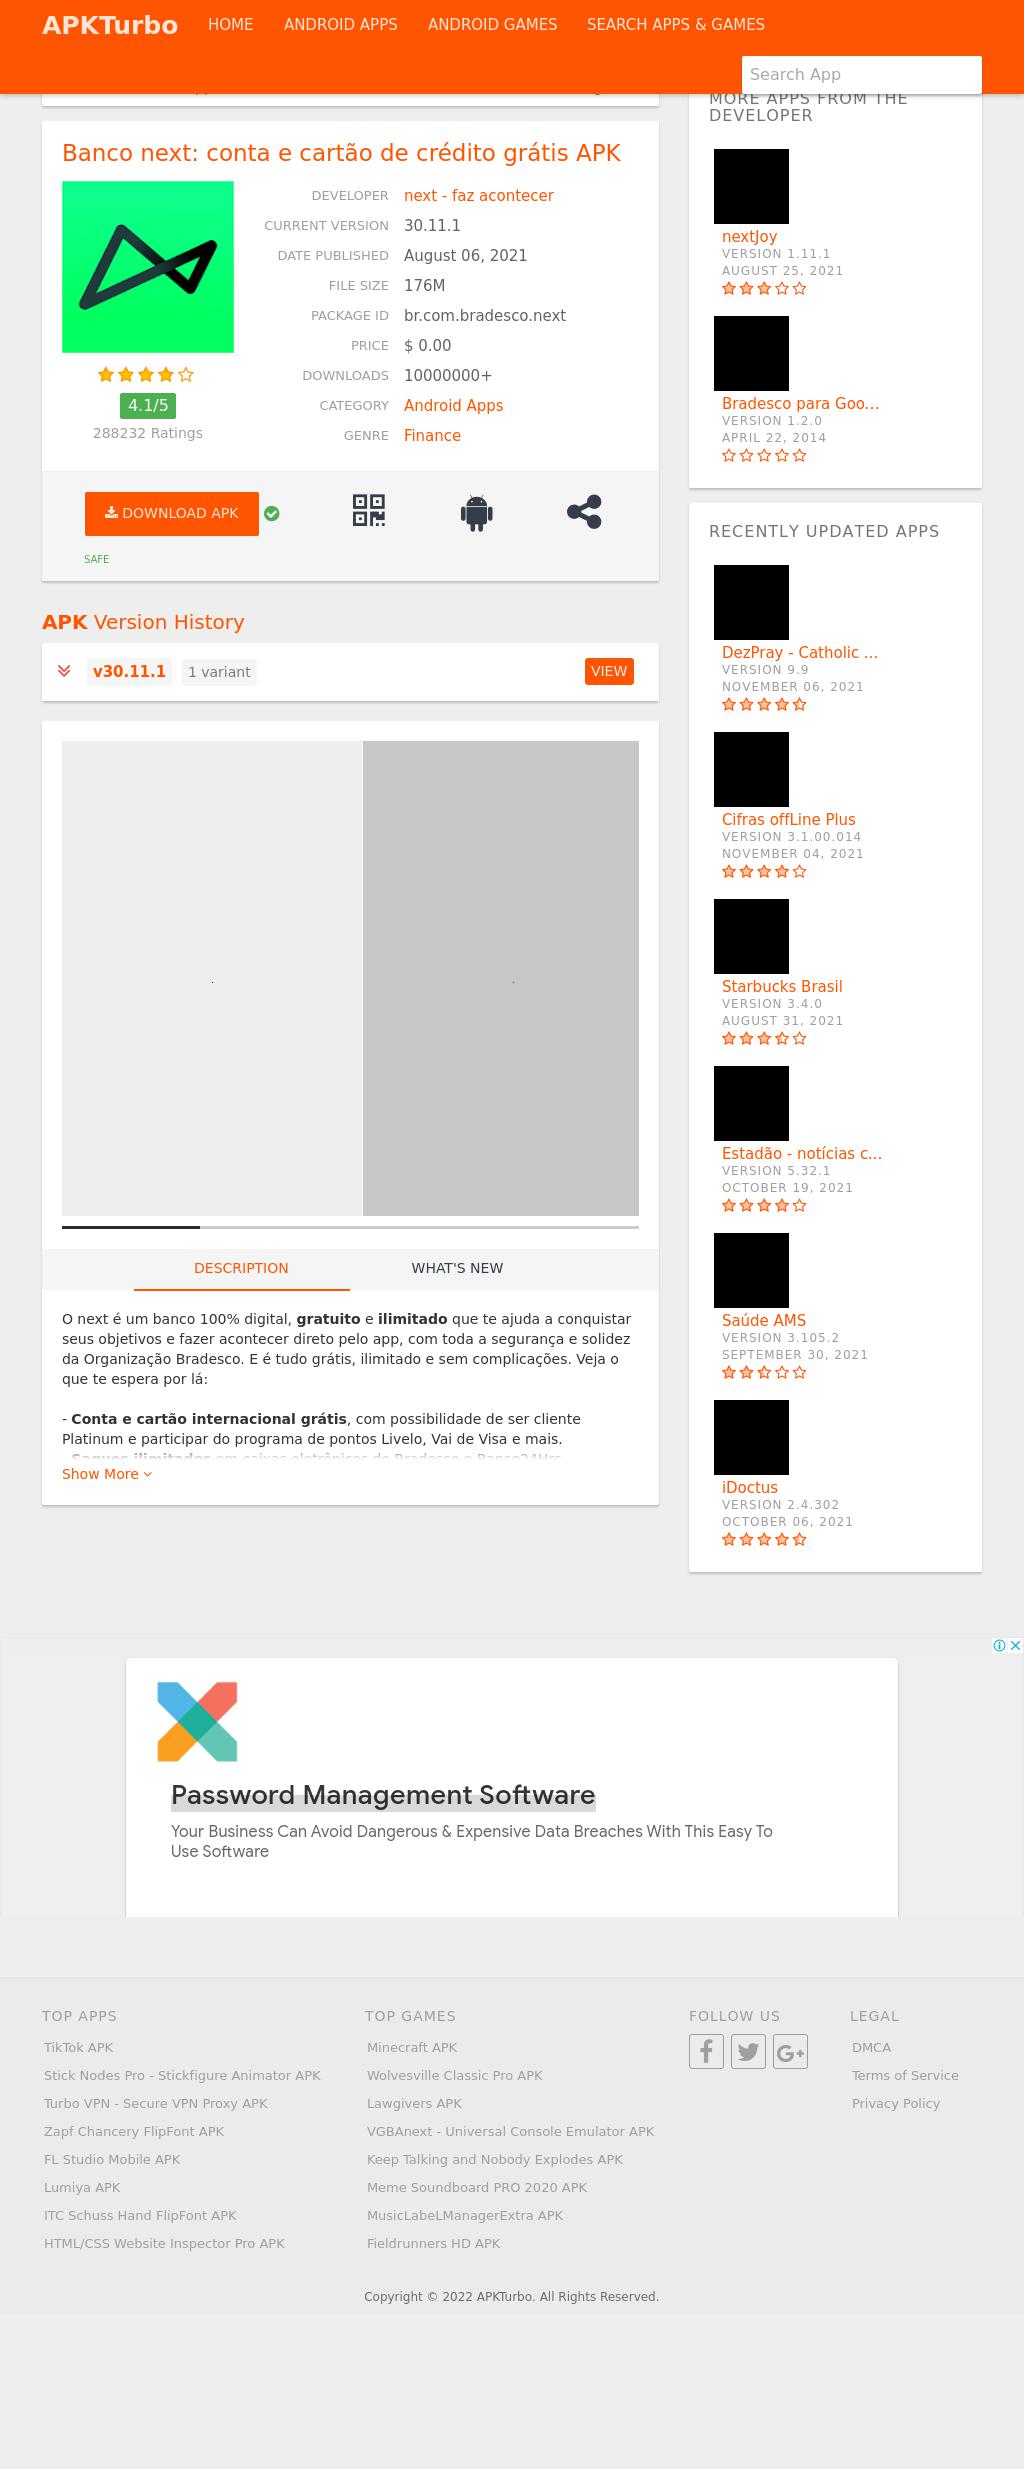 APKTurbo
HOME
ANDROID APPS
ANDROID GAMES
SEARCH APPS & GAMES
Search App
Banco next: conta e cartão de crédito grátis APK
DEVELOPER next - faz acontecer
CURRENT VERSION 30.11.1
DATE PUBLISHED August 06, 2021
FILE SIZE 176M
PACKAGE ID br.com.bradesco.next
PRICE $ 0.00
DOWNLOADS 10000000+
CATEGORY Android Apps
GENRE Finance
4.1/5
288232 Ratings
DOWNLOAD APK
SAFE
APK Version History
v30.11.1 1 variant VIEW
DESCRIPTION WHAT'S NEW
O next é um banco 100% digital, gratuito e ilimitado que te ajuda a conquistar
seus objetivos e fazer acontecer direto pelo app, com toda a segurança e solidez
da Organização Bradesco. E é tudo grátis, ilimitado e sem complicações. Veja o
que te espera por lá:
- Conta e cartão internacional grátis, com possibilidade de ser cliente
Platinum e participar do programa de pontos Livelo, Vai de Visa e mais.
Show More
MORE APPS FROM THE
DEVELOPER
nextJoy
VERSION 1.11.1
AUGUST 25, 2021
Bradesco para Goo...
VERSION 1.2.0
APRIL 22, 2014
RECENTLY UPDATED APPS
DezPray - Catholic ...
VERSION 9.9
NOVEMBER 06, 2021
Cifras offLine Plus
VERSION 3.1.00.014
NOVEMBER 04, 2021
Starbucks Brasil
VERSION 3.4.0
AUGUST 31, 2021
Estadão - notícias c...
VERSION 5.32.1
OCTOBER 19, 2021
Saúde AMS
VERSION 3.105.2
SEPTEMBER 30, 2021
iDoctus
VERSION 2.4.302
OCTOBER 06, 2021
Password Management Software
Your Business Can Avoid Dangerous & Expensive Data Breaches With This Easy To
Use Software
TOP APPS
TikTok APK
Stick Nodes Pro - Stickfigure Animator APK
Turbo VPN - Secure VPN Proxy APK
Zapf Chancery FlipFont APK
FL Studio Mobile APK
Lumiya APK
ITC Schuss Hand FlipFont APK
HTML/CSS Website Inspector Pro APK
TOP GAMES
Minecraft APK
Wolvesville Classic Pro APK
Lawgivers APK
VGBAnext - Universal Console Emulator APK
Keep Talking and Nobody Explodes APK
Meme Soundboard PRO 2020 APK
MusicLabeLManagerExtra APK
Fieldrunners HD APK
FOLLOW US
LEGAL
DMCA
Terms of Service
Privacy Policy
Copyright © 2022 APKTurbo. All Rights Reserved.